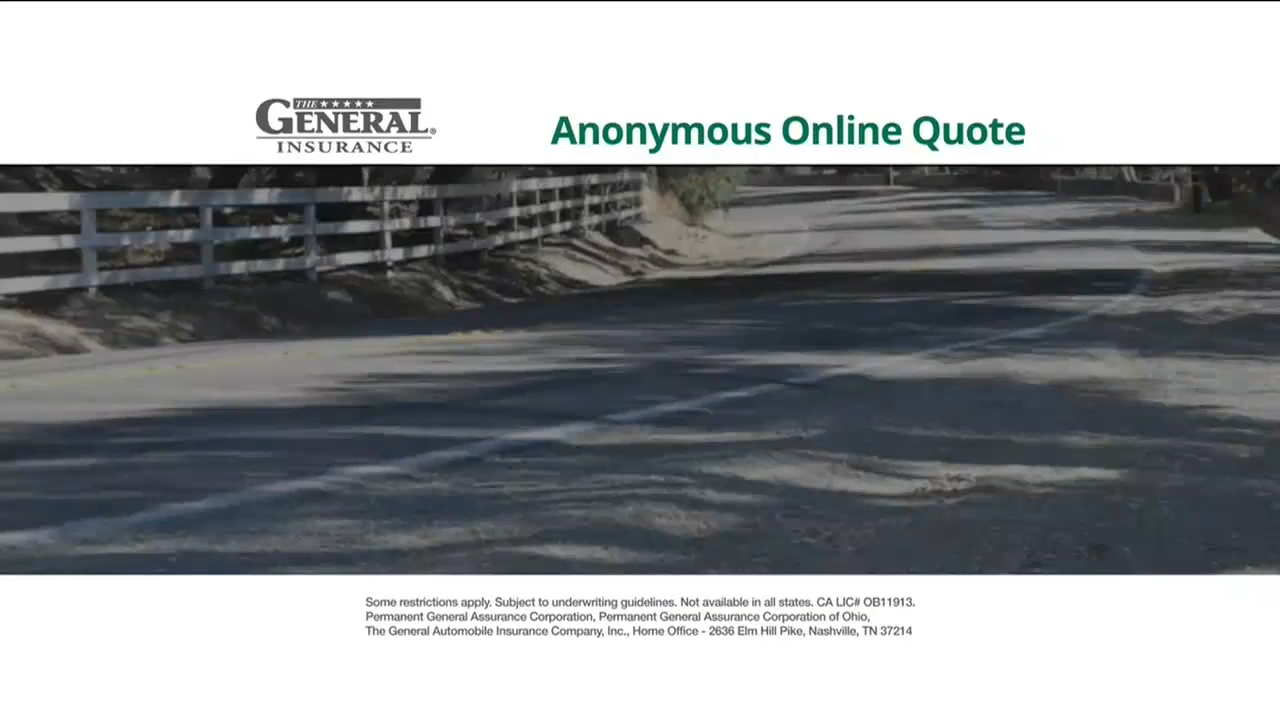 THE ★★★★★
GENERAL®
INSURANCE
Anonymous Online Quote
Some restrictions apply. Subject to underwriting guidelines. Not available in all states. CA LIC# OB11913.
Permanent General Assurance Corporation, Permanent General Assurance Corporation of Ohio,
The General Automobile Insurance Company, Inc., Home Office - 2636 Elm Hill Pike, Nashville, TN 37214